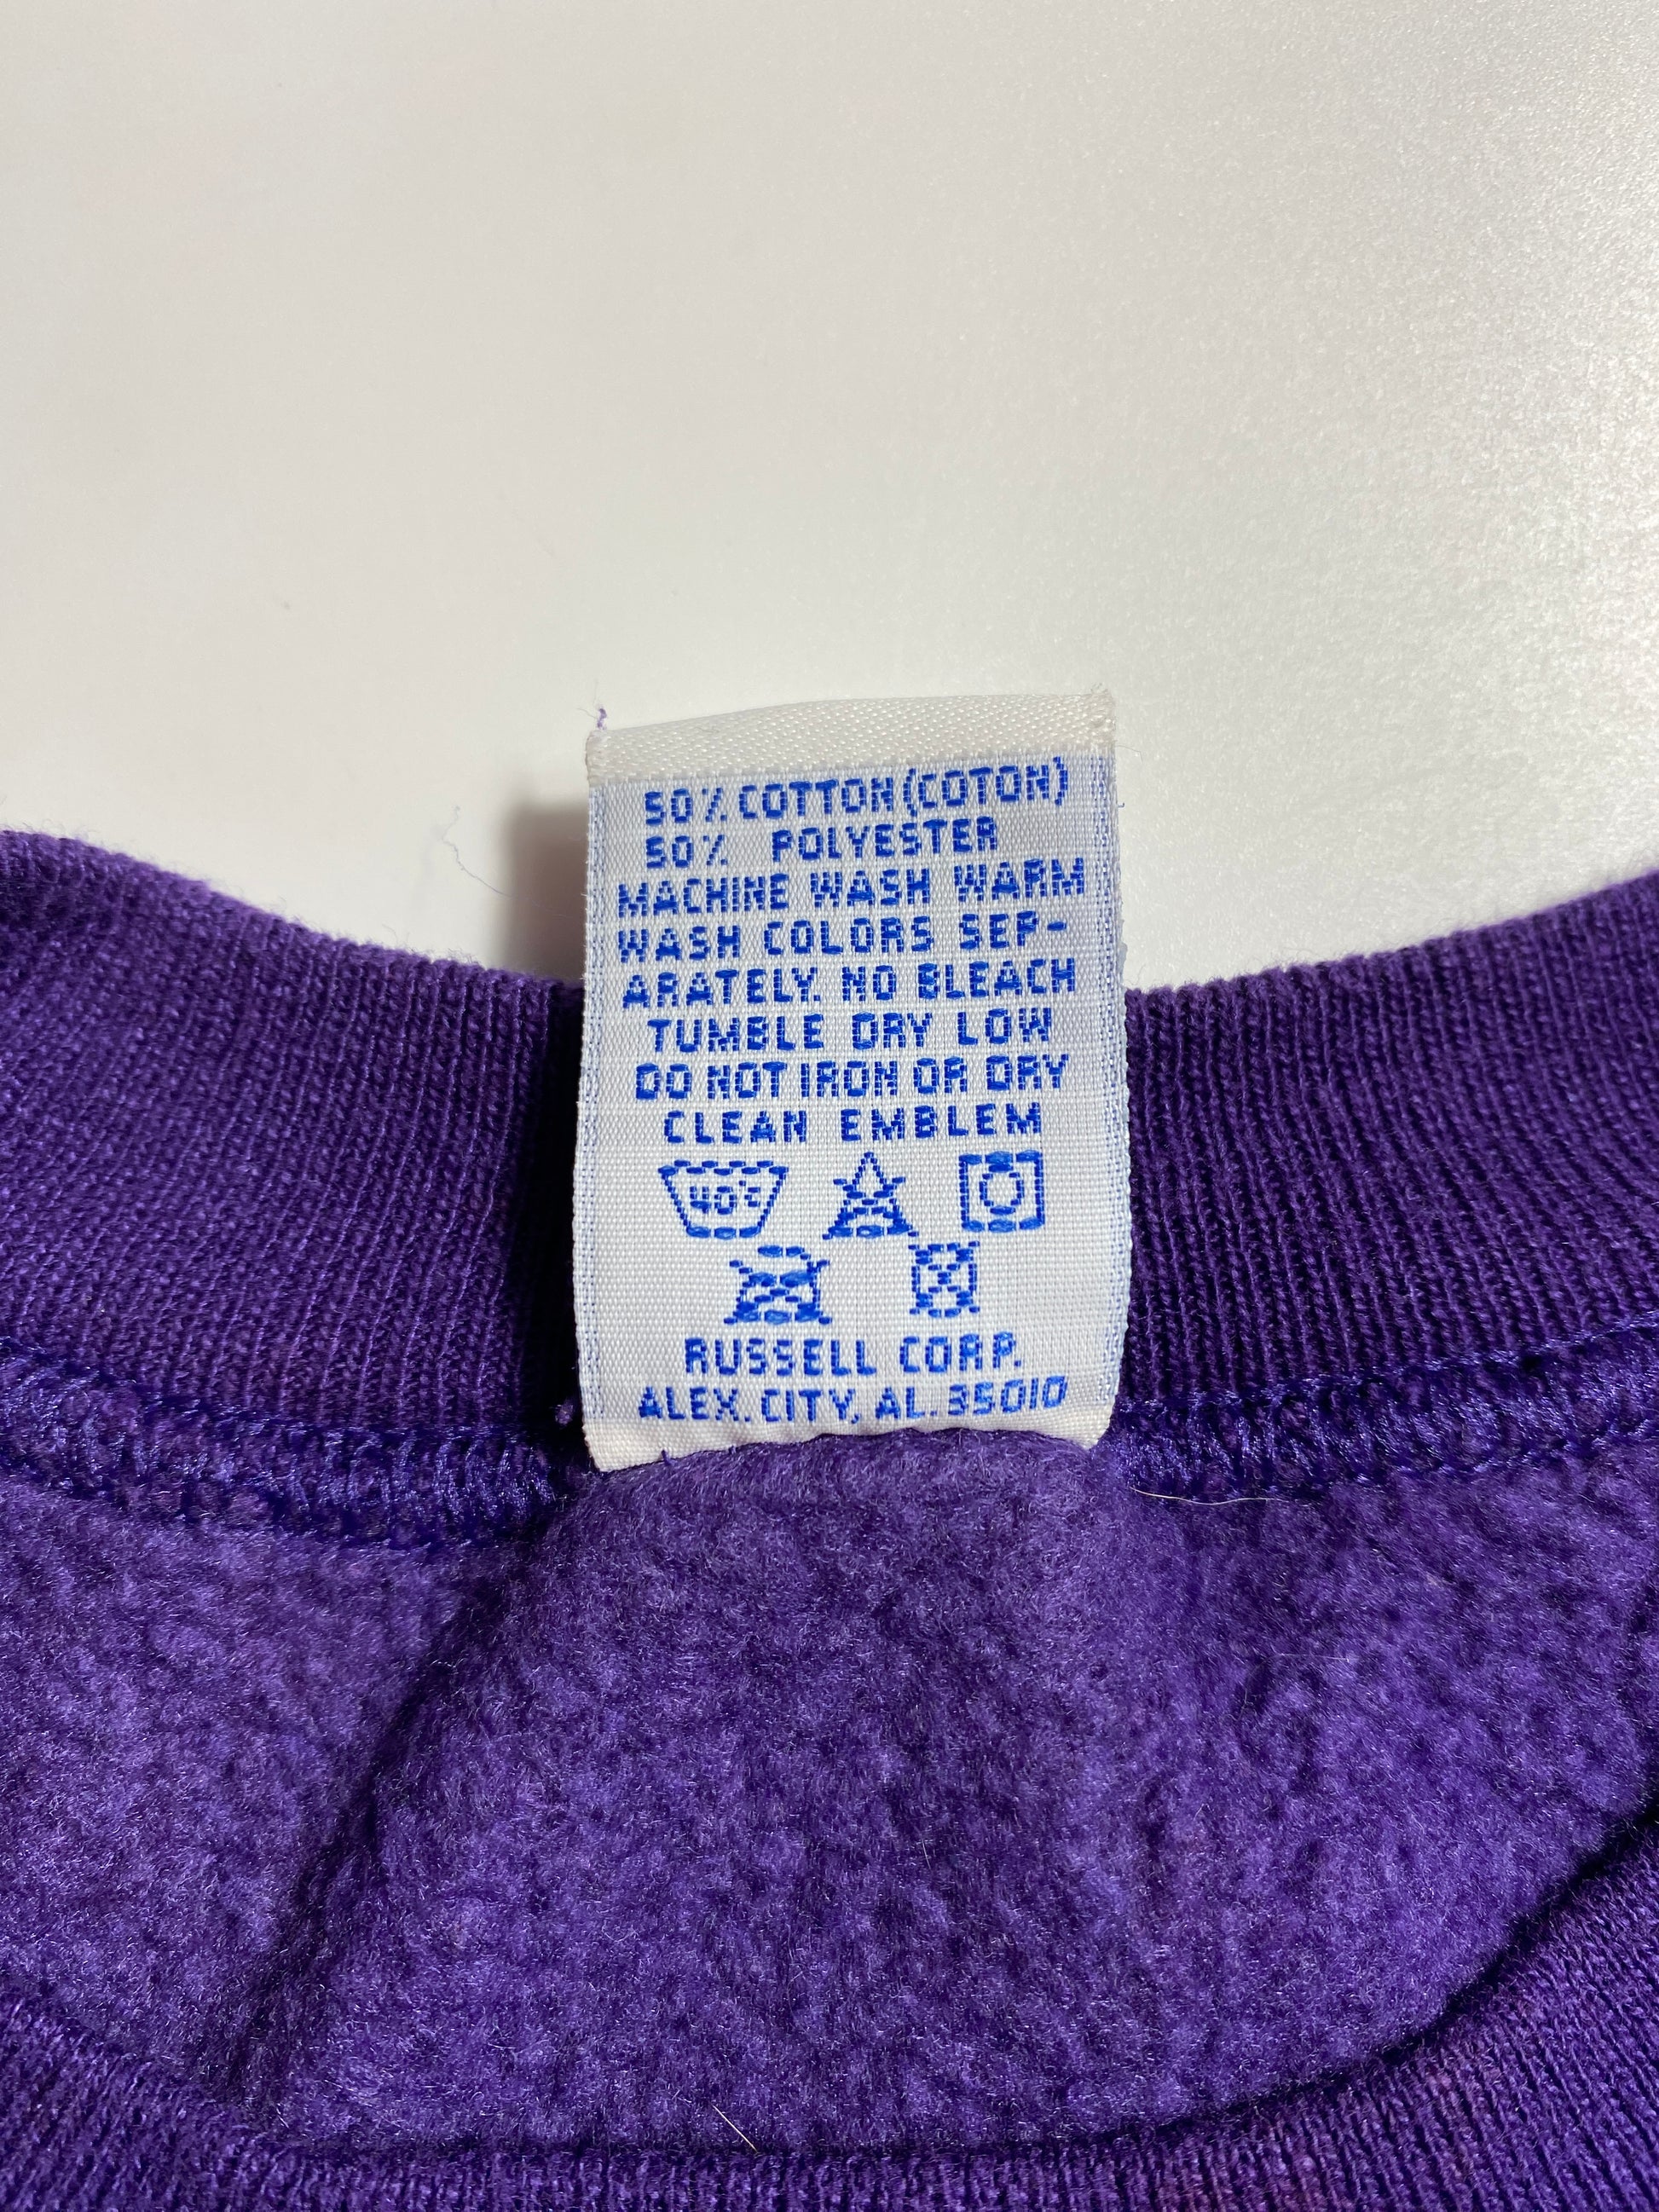 50% COTTON (COTON)
50% POLYESTER
MACHINE WASH WARM
WASH COLORS SEP-
ARATELY. NO BLEACH
TUMBLE DRY LOW
DO NOT IRON OR DRY
CLEAN EMBLEM
40°C
RUSSELL CORP.
ALEX. CITY, AL. 35010